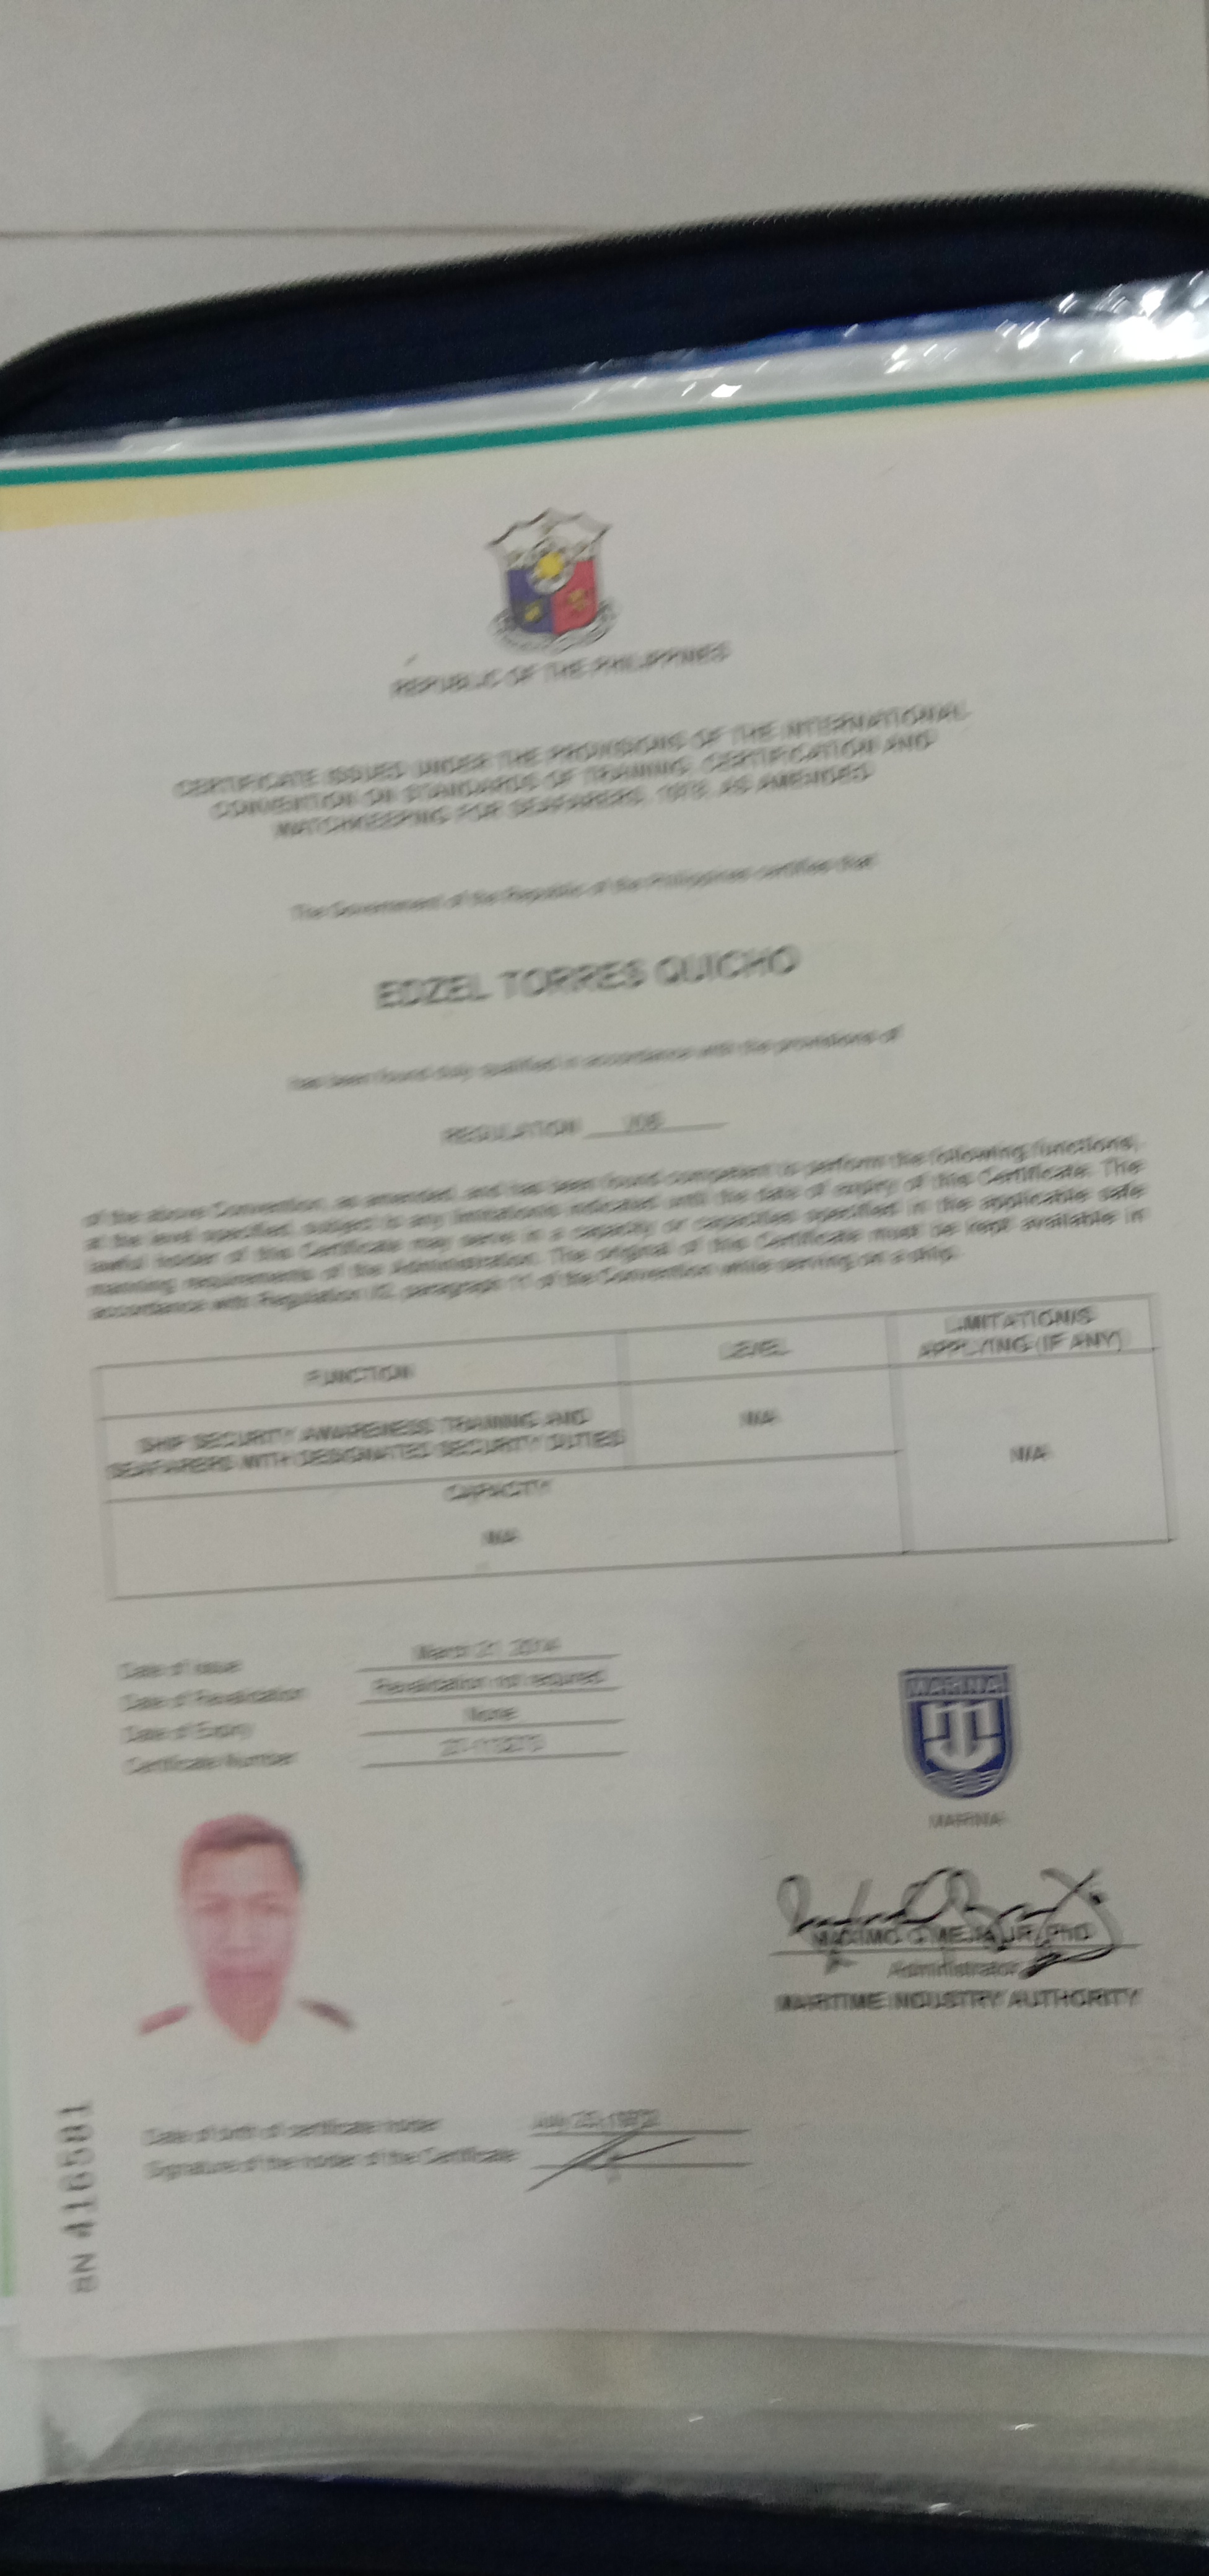 REPUBLIC OF THE PHILIPPINES
CERTIFICATE ISSUED UNDER THE PROVISIONS OF THE INTERNATIONAL
CONVENTION ON STANDARDS OF TRAINING, CERTIFICATION AND
WATCHKEEPING FOR SEAFARERS, 1978, AS AMENDED
The Government of the Republic of the Philippines certifies that
EDZEL TORRES QUICHO
has been found duly qualified in accordance with the provisions of
REGULATION
of the above Convention, as amended, and has been found competent to perform the following functions,
at the level specified, subject to any limitations indicated until the date of expiry of this Certificate. The
lawful holder of this Certificate may serve in a capacity or capacities specified in the applicable safe
manning requirements of the Administration. The original of this Certificate must be kept available in
accordance with Regulation I/2, paragraph 11 of the Convention while serving on a ship.
FUNCTION
LEVEL
LIMITATION/S
APPLYING (IF ANY)
SHIP SECURITY AWARENESS TRAINING AND
SEAFARERS WITH DESIGNATED SECURITY DUTIES
N/A
N/A
CAPACITY
N/A
Date of Issue March 21, 2014
Date of Revalidation Revalidation not required
Date of Expiry None
Certificate Number
MARINA
MARINA
MAXIMO Q. MEJIA JR., PhD
Administrator
MARITIME INDUSTRY AUTHORITY
Date of birth of certificate holder July
Signature of the holder of the Certificate
SN 416581